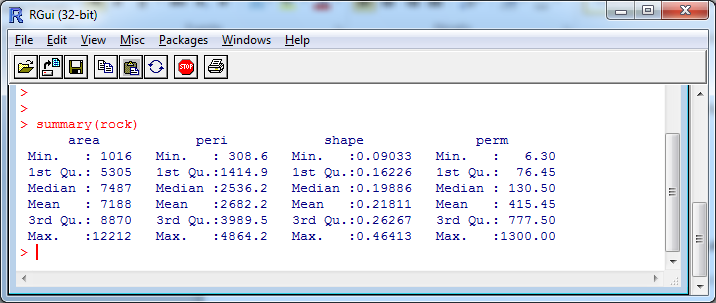 RGui (32-bit)
File Edit View Misc Packages Windows Help
STOP
>
>
> summary(rock)
area peri shape perm
Min. : 1016 Min. : 308.6 Min. :0.09033 Min. : 6.30
1st Qu.: 5305 1st Qu.:1414.9 1st Qu.:0.16226 1st Qu.: 76.45
Median : 7487 Median :2536.2 Median :0.19886 Median : 130.50
Mean : 7188 Mean :2682.2 Mean :0.21811 Mean : 415.45
3rd Qu.: 8870 3rd Qu.:3989.5 3rd Qu.:0.26267 3rd Qu.: 777.50
Max. :12212 Max. :4864.2 Max. :0.46413 Max. :1300.00
>